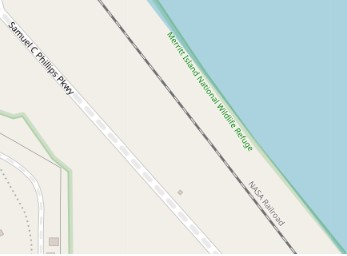 Samuel C Phillips Pkwy
Merritt Island National Wildlife Refuge
NASA Railroad